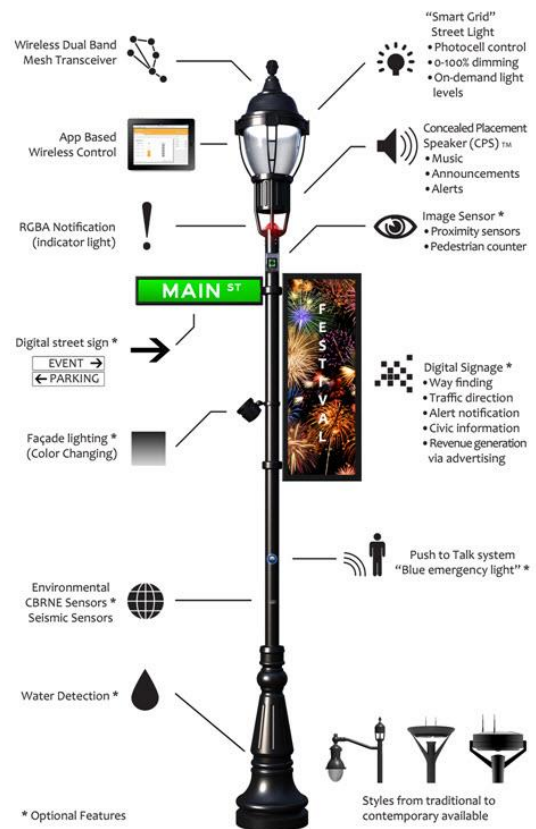 Wireless Dual Band
Mesh Transceiver
"Smart Grid"
Street Light
• Photocell control
• 0-100% dimming
• On-demand light
levels
App Based
Wireless Control
Concealed Placement
Speaker (CPS) TM
• Music
• Announcements
• Alerts
RGBA Notification
(indicator light)
Image Sensor *
• Proximity sensors
• Pedestrian counter
MAIN ST
FESTIVAL
Digital street sign *
EVENT →
← PARKING
Digital Signage *
• Way finding
• Traffic direction
• Alert notification
• Civic information
• Revenue generation
via advertising
Façade lighting *
(Color Changing)
Push to Talk system
"Blue emergency light" *
Environmental
CBRNE Sensors *
Seismic Sensors
Water Detection *
Styles from traditional to
contemporary available
* Optional Features